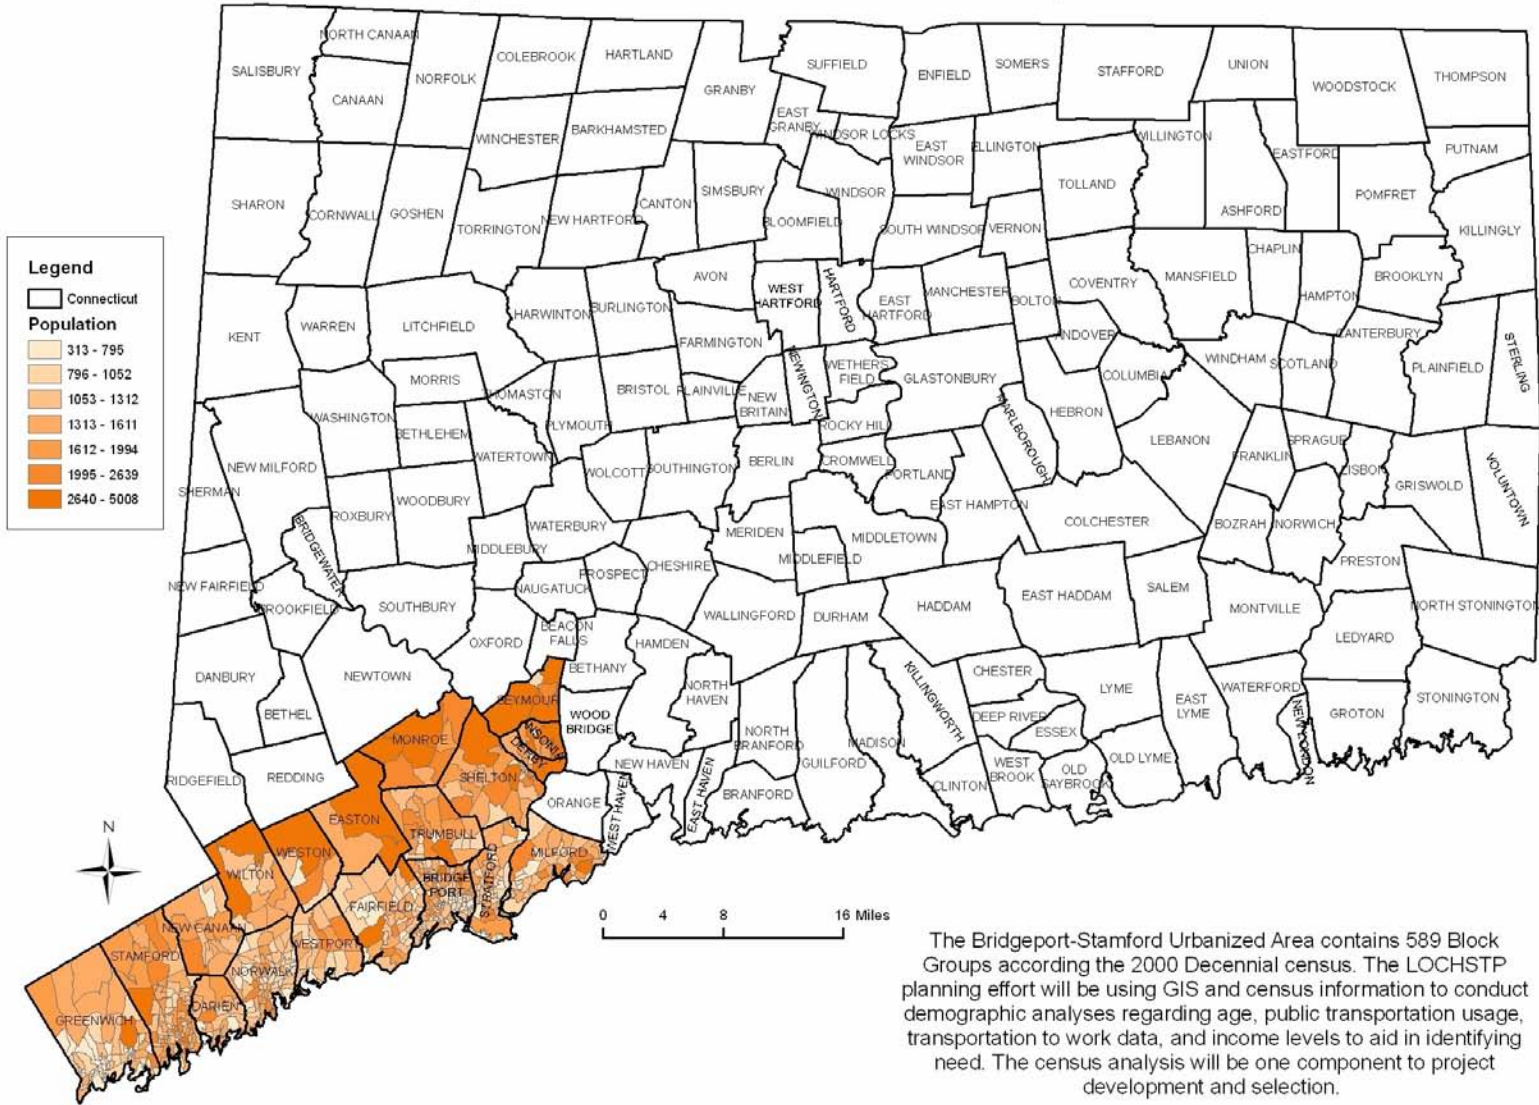 NORTH CANAAN
COLEBROOK
HARTLAND
SALISBURY
NORFOLK
CANAAN
GRANBY
SUFFIELD
ENFIELD
SOMERS
STAFFORD
UNION
WOODSTOCK
THOMPSON
EAST
GRANBY
WINDSOR LOCKS
WINCHESTER
BARKHAMSTED
EAST
WINDSOR
ELLINGTON
WILLINGTON
EASTFORD
PUTNAM
SHARON
CORNWALL
GOSHEN
TORRINGTON
NEW HARTFORD
CANTON
SIMSBURY
BLOOMFIELD
WINDSOR
SOUTH WINDSOR
VERNON
TOLLAND
ASHFORD
POMFRET
KILLINGLY
Legend
Connecticut
Population
313 - 795
796 - 1052
1053 - 1312
1313 - 1611
1612 - 1994
1995 - 2639
2640 - 5008
KENT
WARREN
LITCHFIELD
HARWINTON
BURLINGTON
AVON
WEST
HARTFORD
HARTFORD
EAST
HARTFORD
MANCHESTER
BOLTON
COVENTRY
MANSFIELD
CHAPLIN
HAMPTON
BROOKLYN
FARMINGTON
ANDOVER
CANTERBURY
STERLING
MORRIS
THOMASTON
BRISTOL
PLAINVILLE
NEW
BRITAIN
NEWINGTON
WETHERS
FIELD
GLASTONBURY
COLUMBIA
WINDHAM
SCOTLAND
PLAINFIELD
WASHINGTON
BETHLEHEM
PLYMOUTH
ROCKY HILL
MARLBOROUGH
HEBRON
LEBANON
FRANKLIN
SPRAGUE
LISBON
GRISWOLD
VOLUNTOWN
NEW MILFORD
SHERMAN
WATERTOWN
WOLCOTT
SOUTHINGTON
BERLIN
CROMWELL
PORTLAND
EAST HAMPTON
ROXBURY
WOODBURY
BRIDGEWATER
WATERBURY
MIDDLEBURY
MERIDEN
MIDDLEFIELD
MIDDLETOWN
COLCHESTER
BOZRAH
NORWICH
PRESTON
NEW FAIRFIELD
BROOKFIELD
SOUTHBURY
NAUGATUCK
PROSPECT
CHESHIRE
WALLINGFORD
DURHAM
HADDAM
EAST HADDAM
SALEM
MONTVILLE
NORTH STONINGTON
LEDYARD
OXFORD
BEACON
FALLS
BETHANY
HAMDEN
DANBURY
NEWTOWN
BETHEL
SEYMOUR
WOOD
BRIDGE
NORTH
HAVEN
NORTH
BRANFORD
KILLINGWORTH
CHESTER
DEEP RIVER
ESSEX
LYME
EAST
LYME
WATERFORD
NEW LONDON
GROTON
STONINGTON
RIDGEFIELD
REDDING
MONROE
ANSONIA
DERBY
SHELTON
ORANGE
NEW HAVEN
WEST HAVEN
EAST HAVEN
BRANFORD
GUILFORD
MADISON
CLINTON
WEST
BROOK
OLD
SAYBROOK
OLD LYME
EASTON
TRUMBULL
MILFORD
STRATFORD
BRIDGE
PORT
WESTON
WILTON
FAIRFIELD
NEW CANAAN
WESTPORT
STAMFORD
NORWALK
DARIEN
GREENWICH
N
0 4 8 16 Miles
The Bridgeport-Stamford Urbanized Area contains 589 Block
Groups according the 2000 Decennial census. The LOCHSTP
planning effort will be using GIS and census information to conduct
demographic analyses regarding age, public transportation usage,
transportation to work data, and income levels to aid in identifying
need. The census analysis will be one component to project
development and selection.